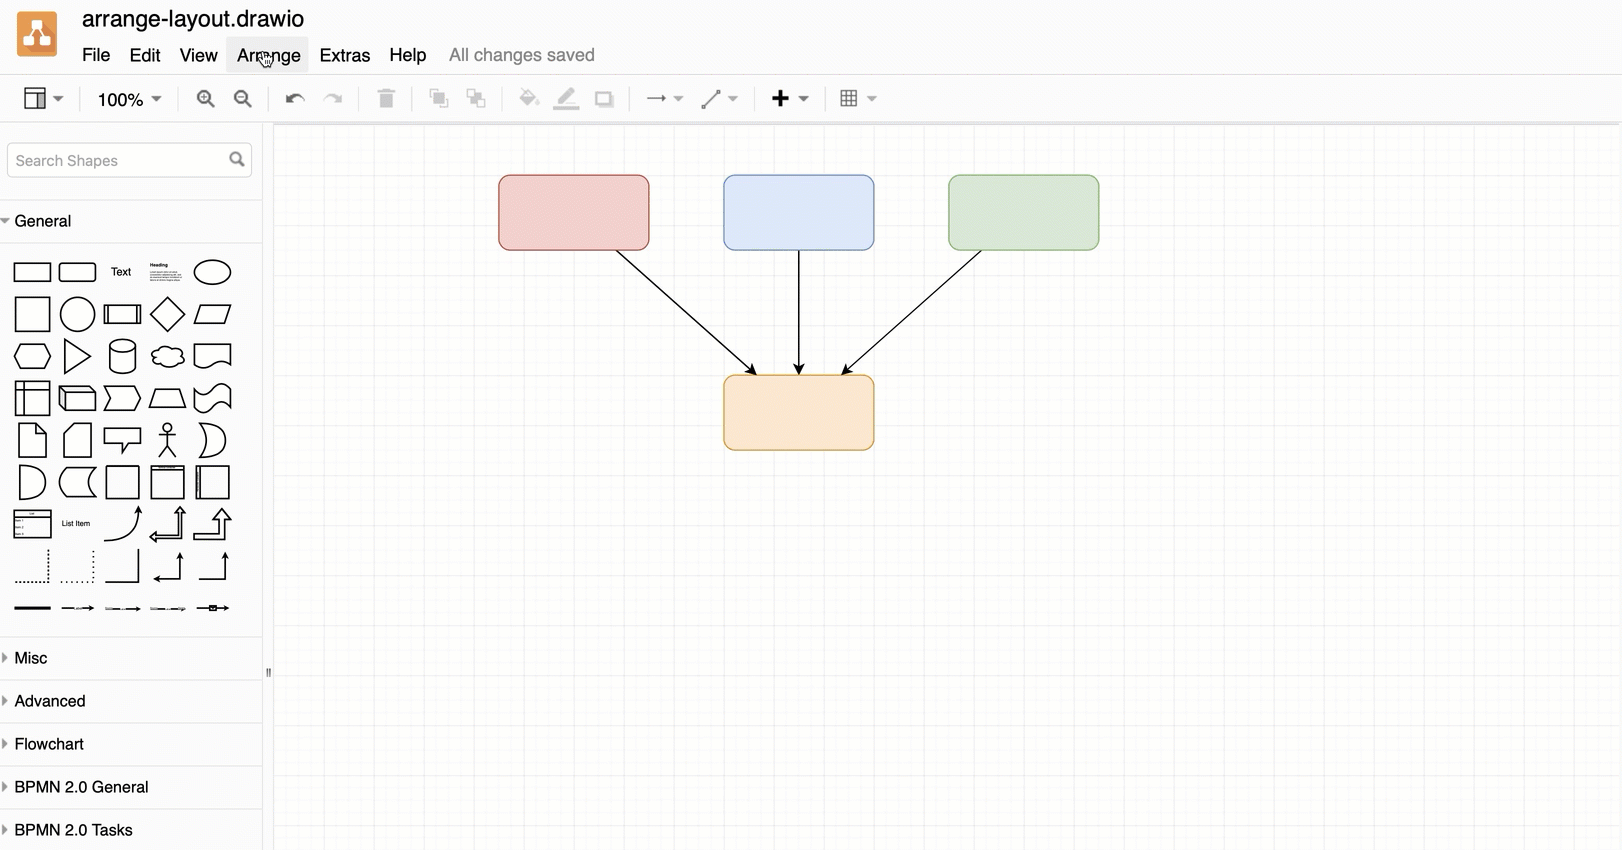 arrange-layout.drawio
File Edit View Arrange Extras Help All changes saved
100%
Search Shapes
General
Text
Heading
List Item
Misc
Advanced
Flowchart
BPMN 2.0 General
BPMN 2.0 Tasks